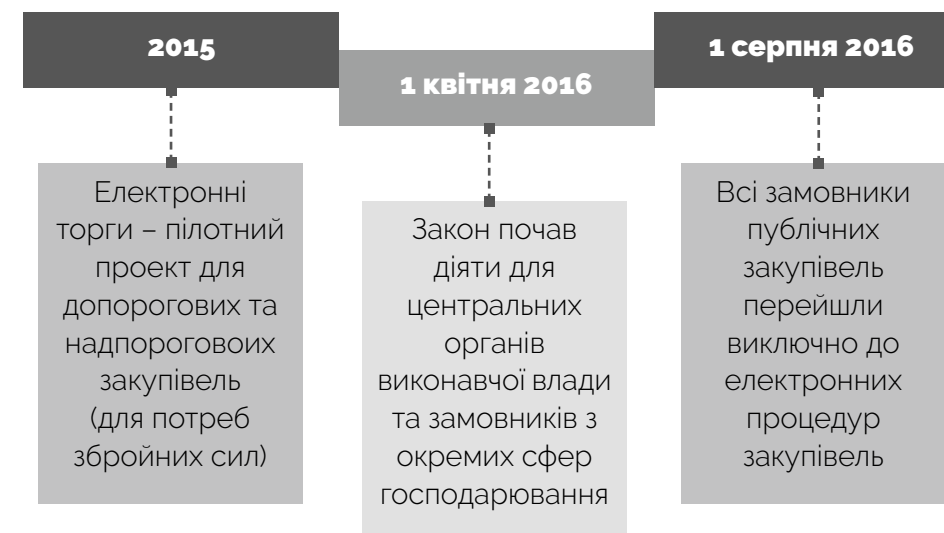 2015
Електронні
торги – пілотний
проект для
допорогових та
надпороговоих
закупівель
(для потреб
збройних сил)
1 квітня 2016
Закон почав
діяти для
центральних
органів
виконавчої влади
та замовників з
окремих сфер
господарювання
1 серпня 2016
Всі замовники
публічних
закупівель
перейшли
виключно до
електронних
процедур
закупівель